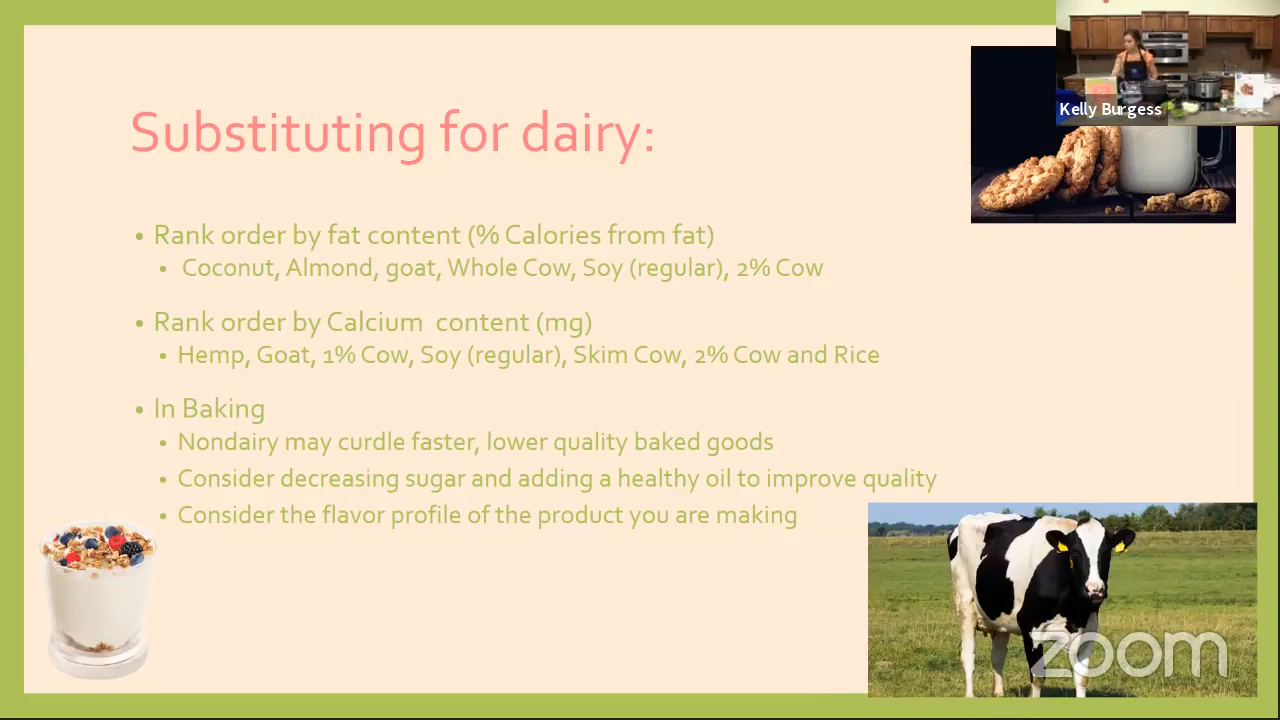 Kelly Burgess
Substituting for dairy:
• Rank order by fat content (% Calories from fat)
• Coconut, Almond, goat, Whole Cow, Soy (regular), 2% Cow
• Rank order by Calcium  content (mg)
• Hemp, Goat, 1% Cow, Soy (regular), Skim Cow, 2% Cow and Rice
• In Baking
• Nondairy may curdle faster, lower quality baked goods
• Consider decreasing sugar and adding a healthy oil to improve quality
• Consider the flavor profile of the product you are making
zoom